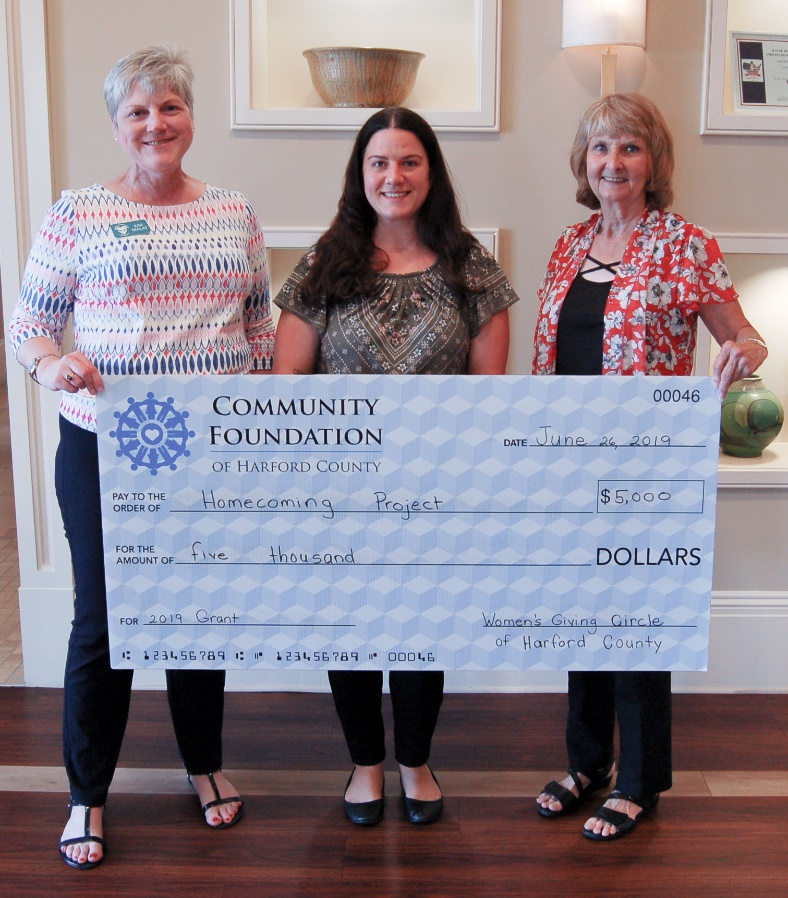 COMMUNITY
FOUNDATION
OF HARFORD COUNTY
00046
DATE June 26, 2019
PAY TO THE
ORDER OF Homecoming Project $5,000
FOR THE
AMOUNT OF five thousand DOLLARS
FOR 2019 Grant
Women's Giving Circle
of Harford County
⑆ 123456789 ⑆ ⑈ 123456789 ⑈ 00046